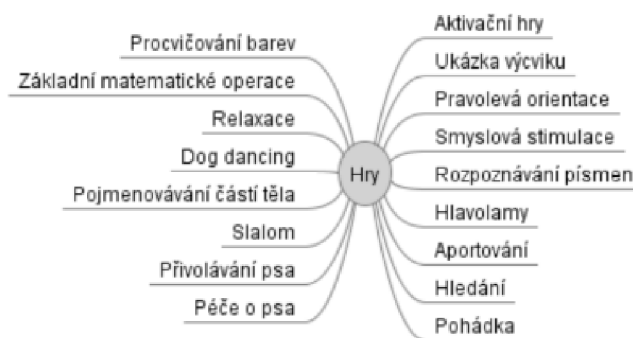 Procvičování barev
Základní matematické operace
Relaxace
Dog dancing
Pojmenovávání částí těla
Slalom
Přivolávání psa
Péče o psa
Hry
Aktivační hry
Ukázka výcviku
Pravolevá orientace
Smyslová stimulace
Rozpoznávání písmen
Hlavolamy
Aportování
Hledání
Pohádka